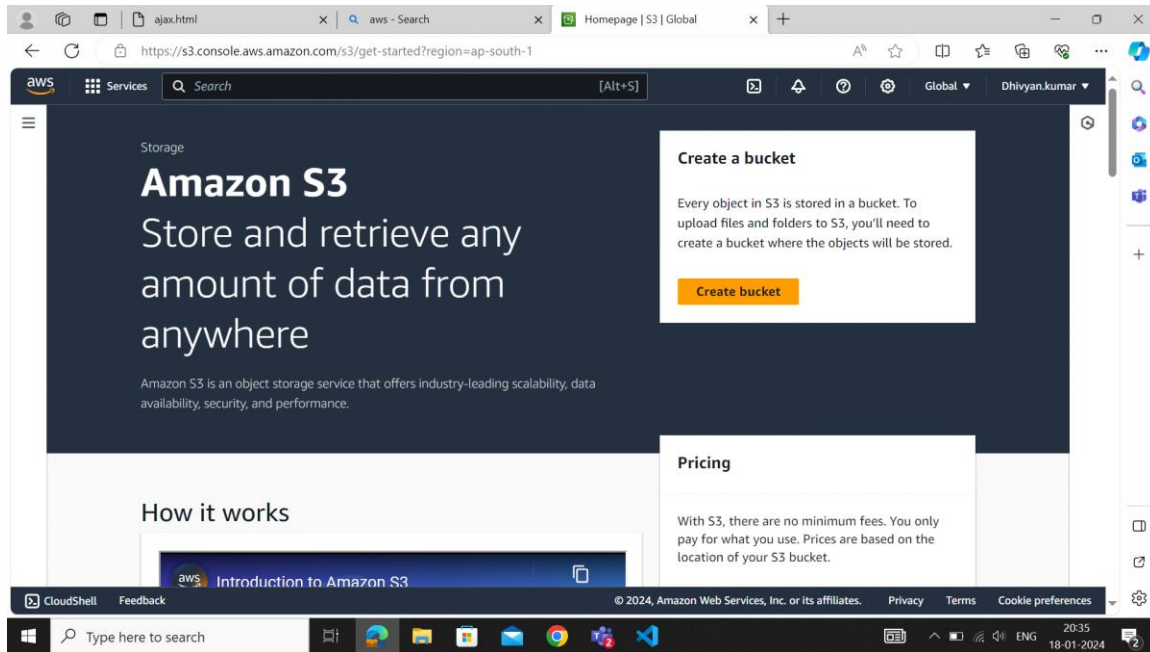 ajax.html
aws - Search
Homepage | S3 | Global
https://s3.console.aws.amazon.com/s3/get-started?region=ap-south-1
aws
Services
Search
[Alt+S]
Global
Dhivyan.kumar
Storage
Amazon S3
Store and retrieve any
amount of data from
anywhere
Amazon S3 is an object storage service that offers industry-leading scalability, data
availability, security, and performance.
Create a bucket
Every object in S3 is stored in a bucket. To
upload files and folders to S3, you'll need to
create a bucket where the objects will be stored.
Create bucket
Pricing
With S3, there are no minimum fees. You only
pay for what you use. Prices are based on the
location of your S3 bucket.
How it works
aws
Introduction to Amazon S3
CloudShell
Feedback
© 2024, Amazon Web Services, Inc. or its affiliates.
Privacy
Terms
Cookie preferences
Type here to search
ENG
20:35
18-01-2024
2